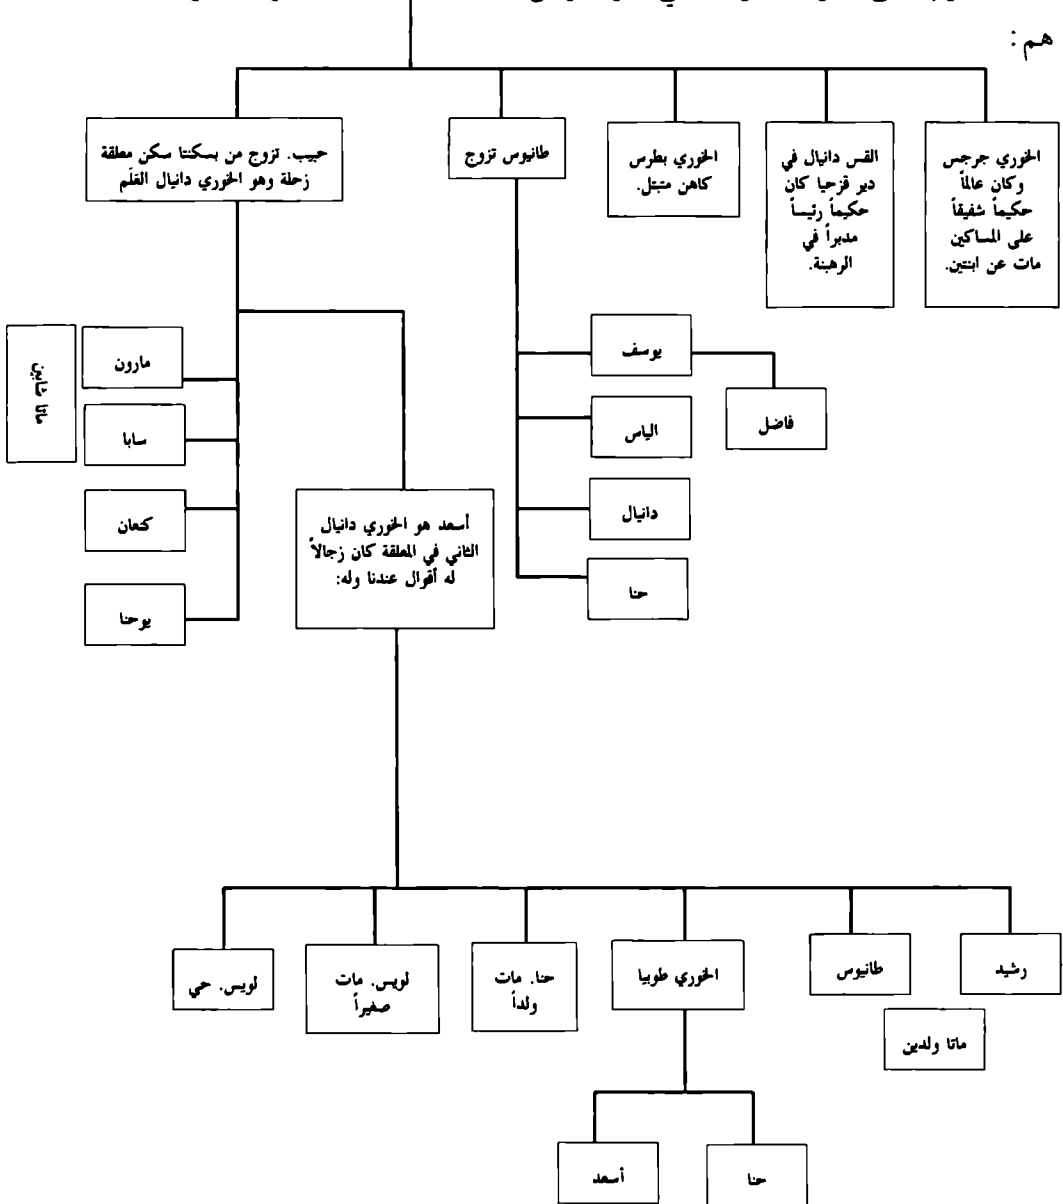 هم:
الخوري جرجس
وكان عالماً
حكيماً شفيقاً
على المساكين
مات عن ابنتين.
القس دانيال في
دير قزحيا كان
حكيماً رئيساً
مدبراً في
الرهبنة.
الخوري بطرس
كاهن متبتل.
طانيوس تزوج
حبيب. تزوج من بسكنتا سكن معلقة
زحلة وهو الخوري دانيال العَلَم
يوسف
فاضل
الياس
دانيال
حنا
مارون
سابا
كنعان
يوحنا
ماتا شابين
أسعد هو الخوري دانيال
الثاني في المعلقة كان زجالاً
له أقوال عندنا وله:
رشيد
طانيوس
ماتا ولدين
الخوري طوبيا
حنا. مات
ولداً
لويس. مات
صغيراً
لويس. حي
حنا
أسعد